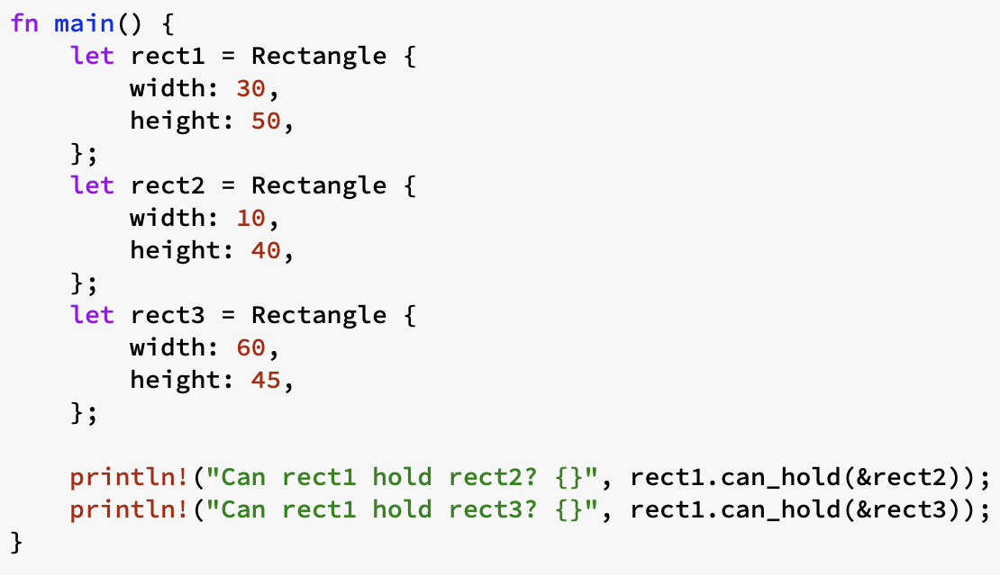 fn main() {
    let rect1 = Rectangle {
        width: 30,
        height: 50,
    };
    let rect2 = Rectangle {
        width: 10,
        height: 40,
    };
    let rect3 = Rectangle {
        width: 60,
        height: 45,
    };

    println!("Can rect1 hold rect2? {}", rect1.can_hold(&rect2));
    println!("Can rect1 hold rect3? {}", rect1.can_hold(&rect3));
}